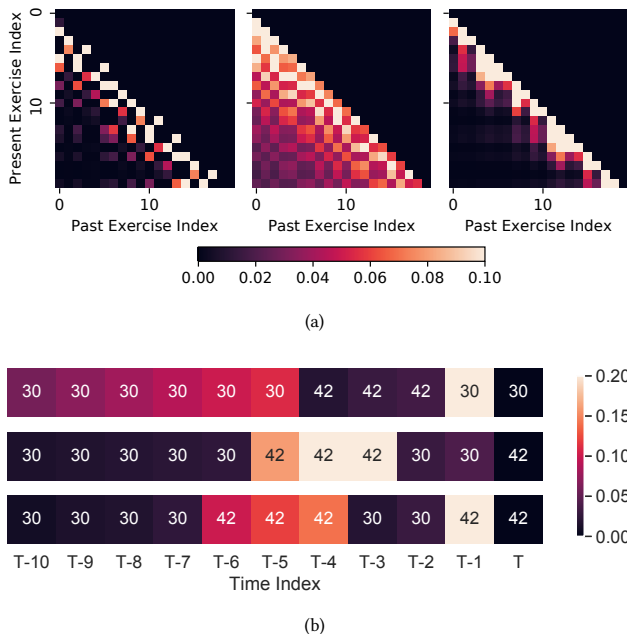 0
10
Present Exercise Index
0 10
0 10
0 10
Past Exercise Index Past Exercise Index Past Exercise Index
0.00 0.02 0.04 0.06 0.08 0.10
(a)
30 30 30 30 30 30 42 42 42 30 30
30 30 30 30 30 42 42 42 30 30 42
30 30 30 30 42 42 42 30 30 42 42
0.20
0.15
0.10
0.05
0.00
T-10 T-9 T-8 T-7 T-6 T-5 T-4 T-3 T-2 T-1 T
Time Index
(b)